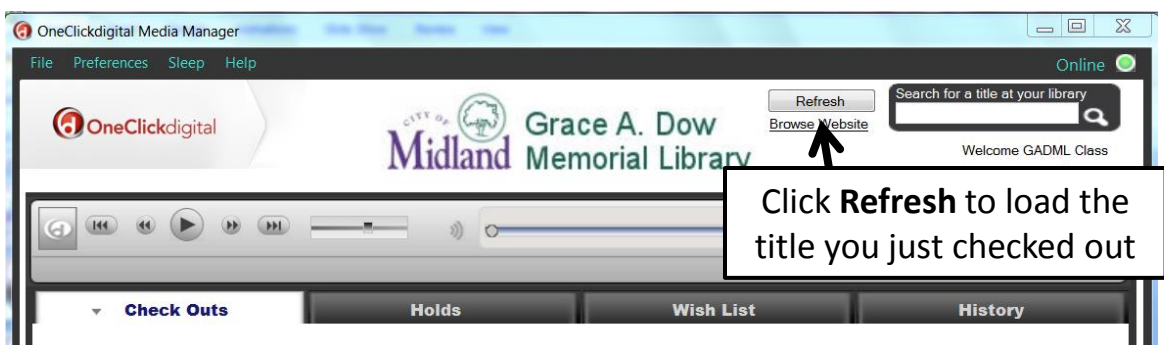 OneClickdigital Media Manager
File Preferences Sleep Help
Online
OneClickdigital
CITY OF
Midland
Grace A. Dow
Memorial Library
Refresh
Browse Website
Search for a title at your library
Welcome GADML Class
Click Refresh to load the
title you just checked out
Check Outs Holds Wish List History